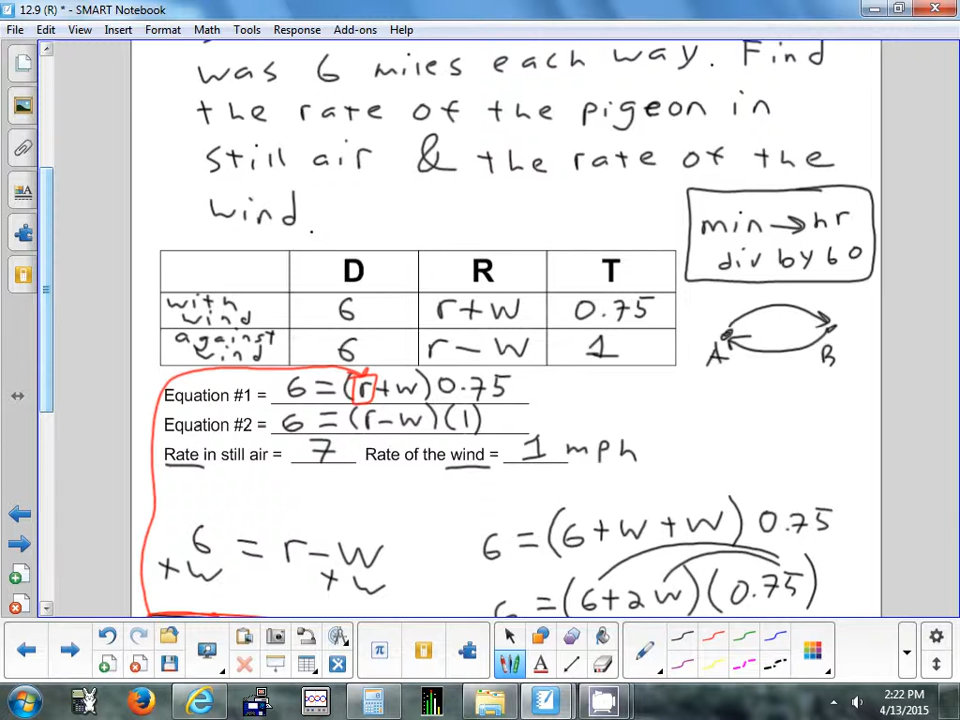 12.9 (R) * - SMART Notebook
File Edit View Insert Format Math Tools Response Add-ons Help
was 6 miles each way. Find
the rate of the pigeon in
still air & the rate of the
wind.
min → hr
div by 60
D R T
with wind 6 r+w 0.75
against wind 6 r-w 1
A B
Equation #1 = 6 = (r+w) 0.75
Equation #2 = 6 = (r-w)(1)
Rate in still air = 7 Rate of the wind = 1 mph
6 = r-w
+w +w
6 = (6+w+w) 0.75
6 = (6+2w)(0.75)
2:22 PM
4/13/2015